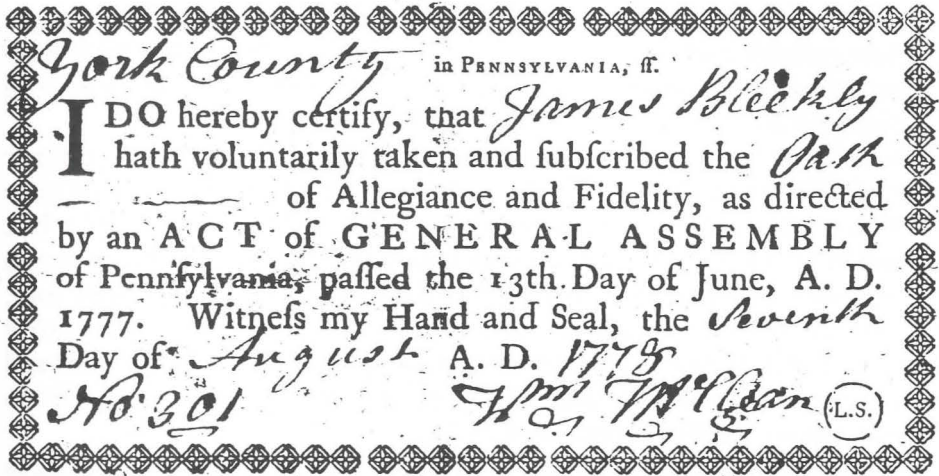 York County in PENNSYLVANIA, ſſ.
I DO hereby certify, that James Bleekly
hath voluntarily taken and ſubſcribed the Oath
— — of Allegiance and Fidelity, as directed
by an ACT of GENERAL ASSEMBLY
of Pennſylvania, paſſed the 13th Day of June, A. D.
1777. Witneſs my Hand and Seal, the Seventh
Day of August A. D. 1778
No 301 Wm McClean (L.S.)